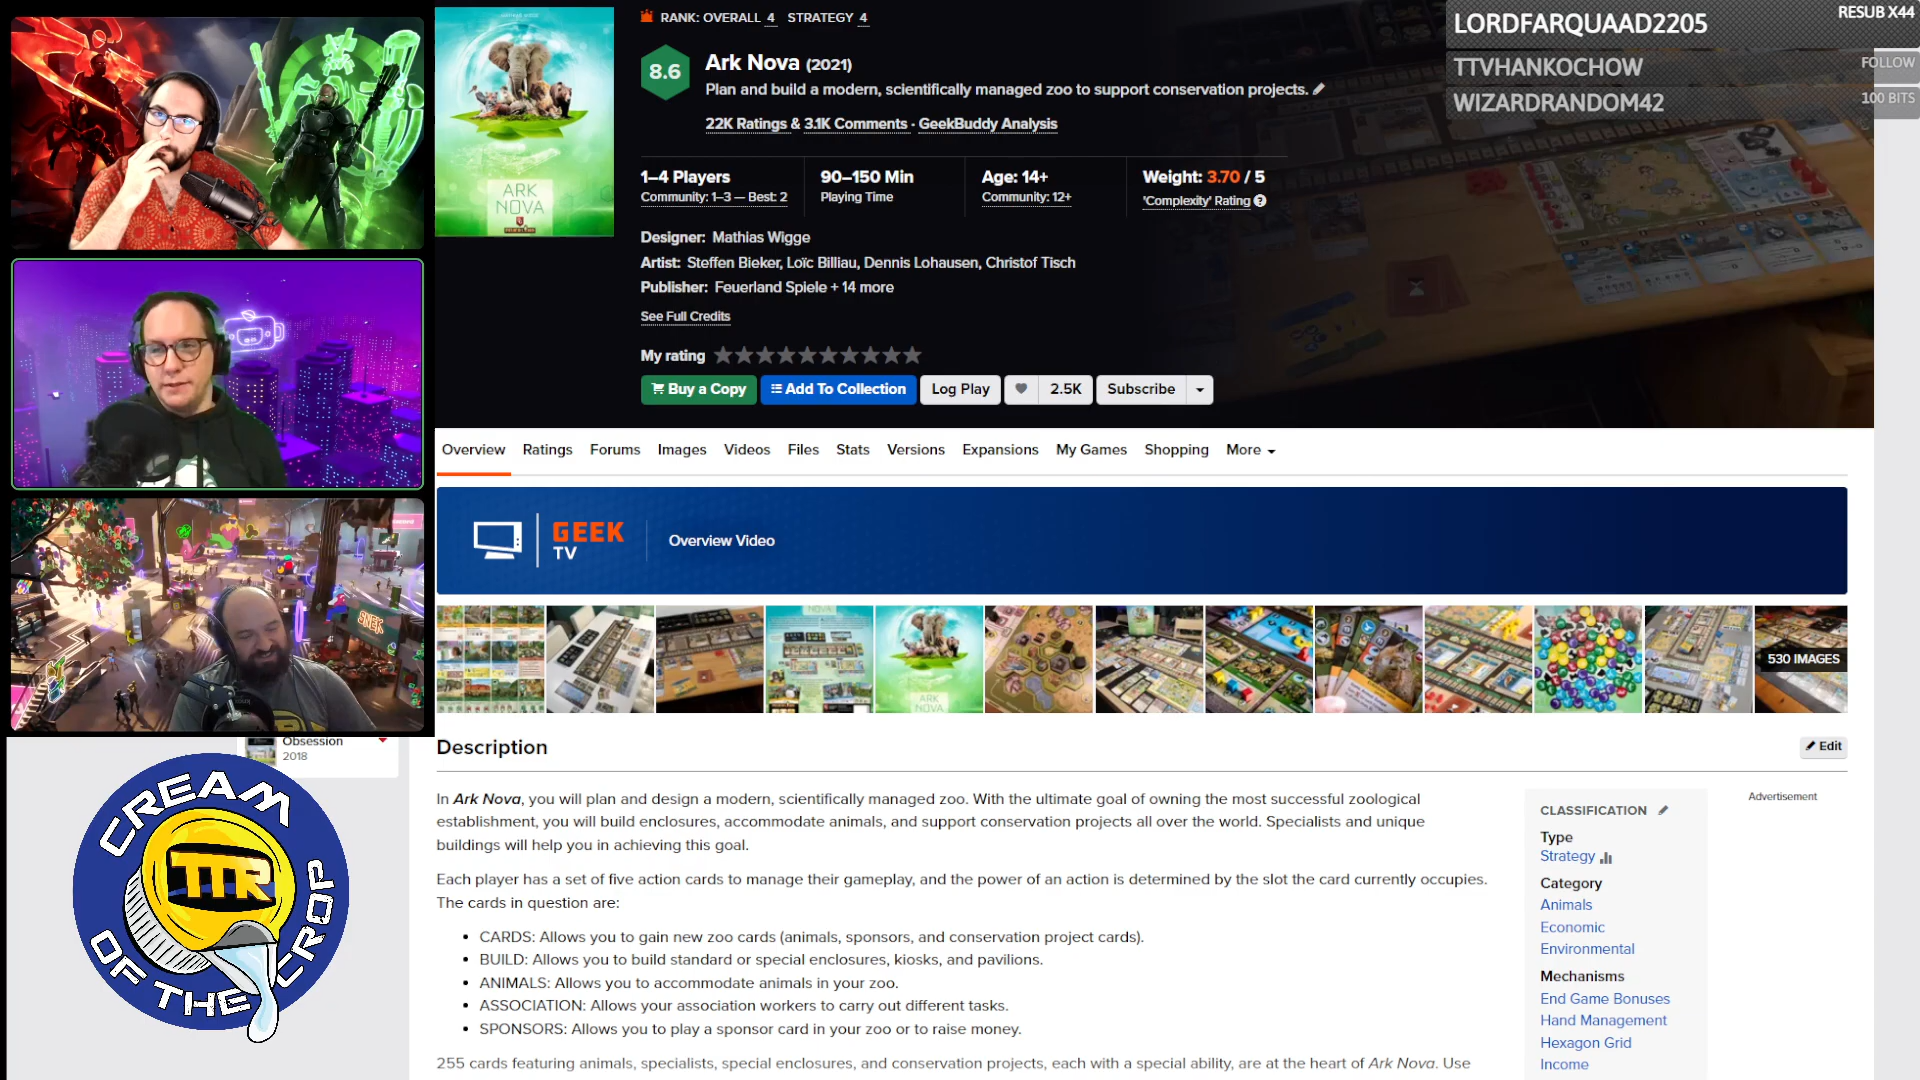 RANK: OVERALL 4 STRATEGY 4
8.6
Ark Nova (2021)
Plan and build a modern, scientifically managed zoo to support conservation projects.
22K Ratings & 3.1K Comments · GeekBuddy Analysis
1–4 Players
Community: 1–3 — Best: 2
90–150 Min
Playing Time
Age: 14+
Community: 12+
Weight: 3.70 / 5
'Complexity' Rating
Designer: Mathias Wigge
Artist: Steffen Bieker, Loïc Billiau, Dennis Lohausen, Christof Tisch
Publisher: Feuerland Spiele + 14 more
See Full Credits
My rating
Buy a Copy
Add To Collection
Log Play
2.5K
Subscribe
ARK
NOVA
LORDFARQUAAD2205
RESUB X44
TTVHANKOCHOW
FOLLOW
WIZARDRANDOM42
100 BITS
Overview Ratings Forums Images Videos Files Stats Versions Expansions My Games Shopping More
GEEK
TV
Overview Video
ARK
NOVA
530 IMAGES
SNEK
Obsession
2018
CREAM
OF THE CROP
TTR
Description
Edit
In Ark Nova, you will plan and design a modern, scientifically managed zoo. With the ultimate goal of owning the most successful zoological
establishment, you will build enclosures, accommodate animals, and support conservation projects all over the world. Specialists and unique
buildings will help you in achieving this goal.
Each player has a set of five action cards to manage their gameplay, and the power of an action is determined by the slot the card currently occupies.
The cards in question are:
• CARDS: Allows you to gain new zoo cards (animals, sponsors, and conservation project cards).
• BUILD: Allows you to build standard or special enclosures, kiosks, and pavilions.
• ANIMALS: Allows you to accommodate animals in your zoo.
• ASSOCIATION: Allows your association workers to carry out different tasks.
• SPONSORS: Allows you to play a sponsor card in your zoo or to raise money.
255 cards featuring animals, specialists, special enclosures, and conservation projects, each with a special ability, are at the heart of Ark Nova. Use
CLASSIFICATION
Type
Strategy
Category
Animals
Economic
Environmental
Mechanisms
End Game Bonuses
Hand Management
Hexagon Grid
Income
Advertisement